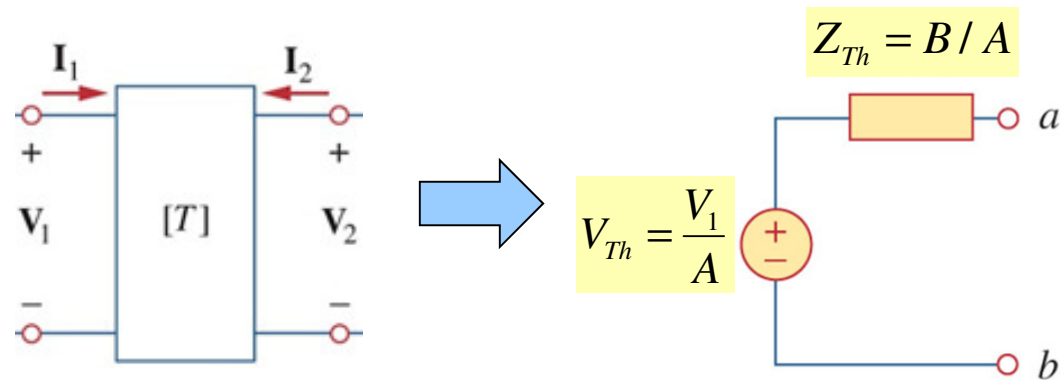 I₁
I₂
+
V₁
−
[T]
+
V₂
−
Z_Th = B / A
V_Th = V₁ / A
+
−
a
b